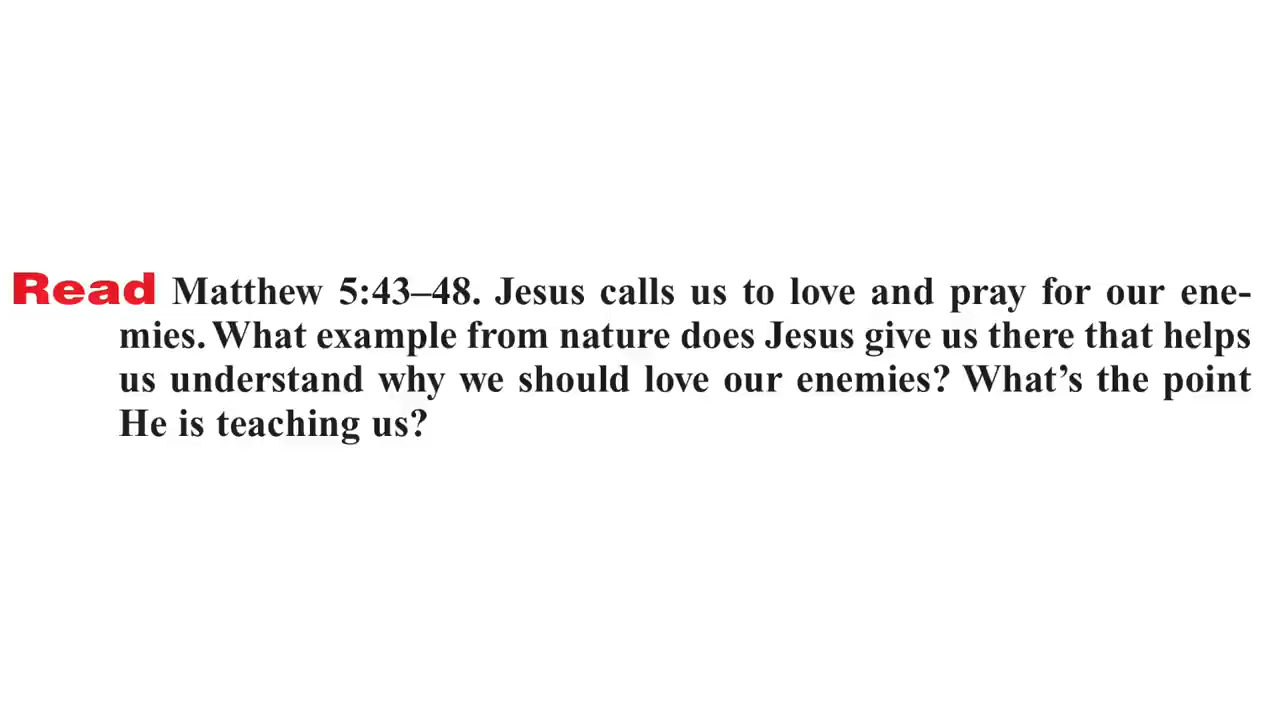 Read Matthew 5:43–48. Jesus calls us to love and pray for our ene-
mies. What example from nature does Jesus give us there that helps
us understand why we should love our enemies? What’s the point
He is teaching us?